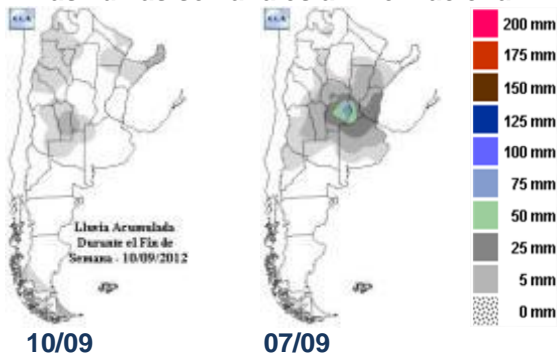 200 mm
175 mm
150 mm
125 mm
100 mm
75 mm
50 mm
25 mm
5 mm
0 mm
Lluvia Acumulada
Durante el Fin de
Semana - 10/09/2012
10/09
07/09